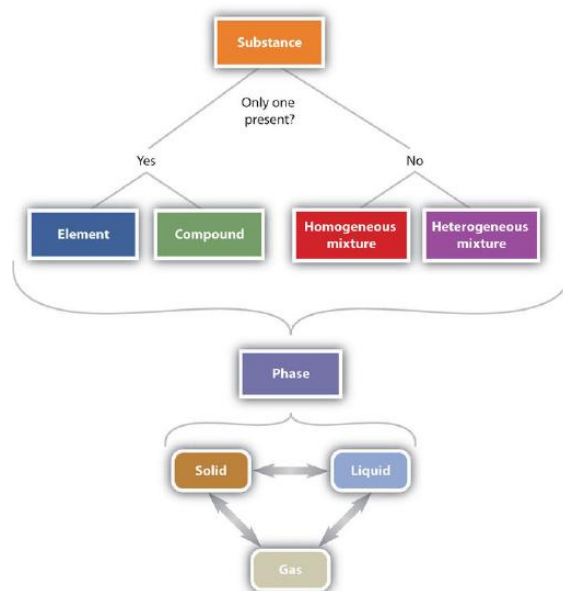 Substance
Only one
present?
Yes
No
Element
Compound
Homogeneous
mixture
Heterogeneous
mixture
Phase
Solid
Liquid
Gas